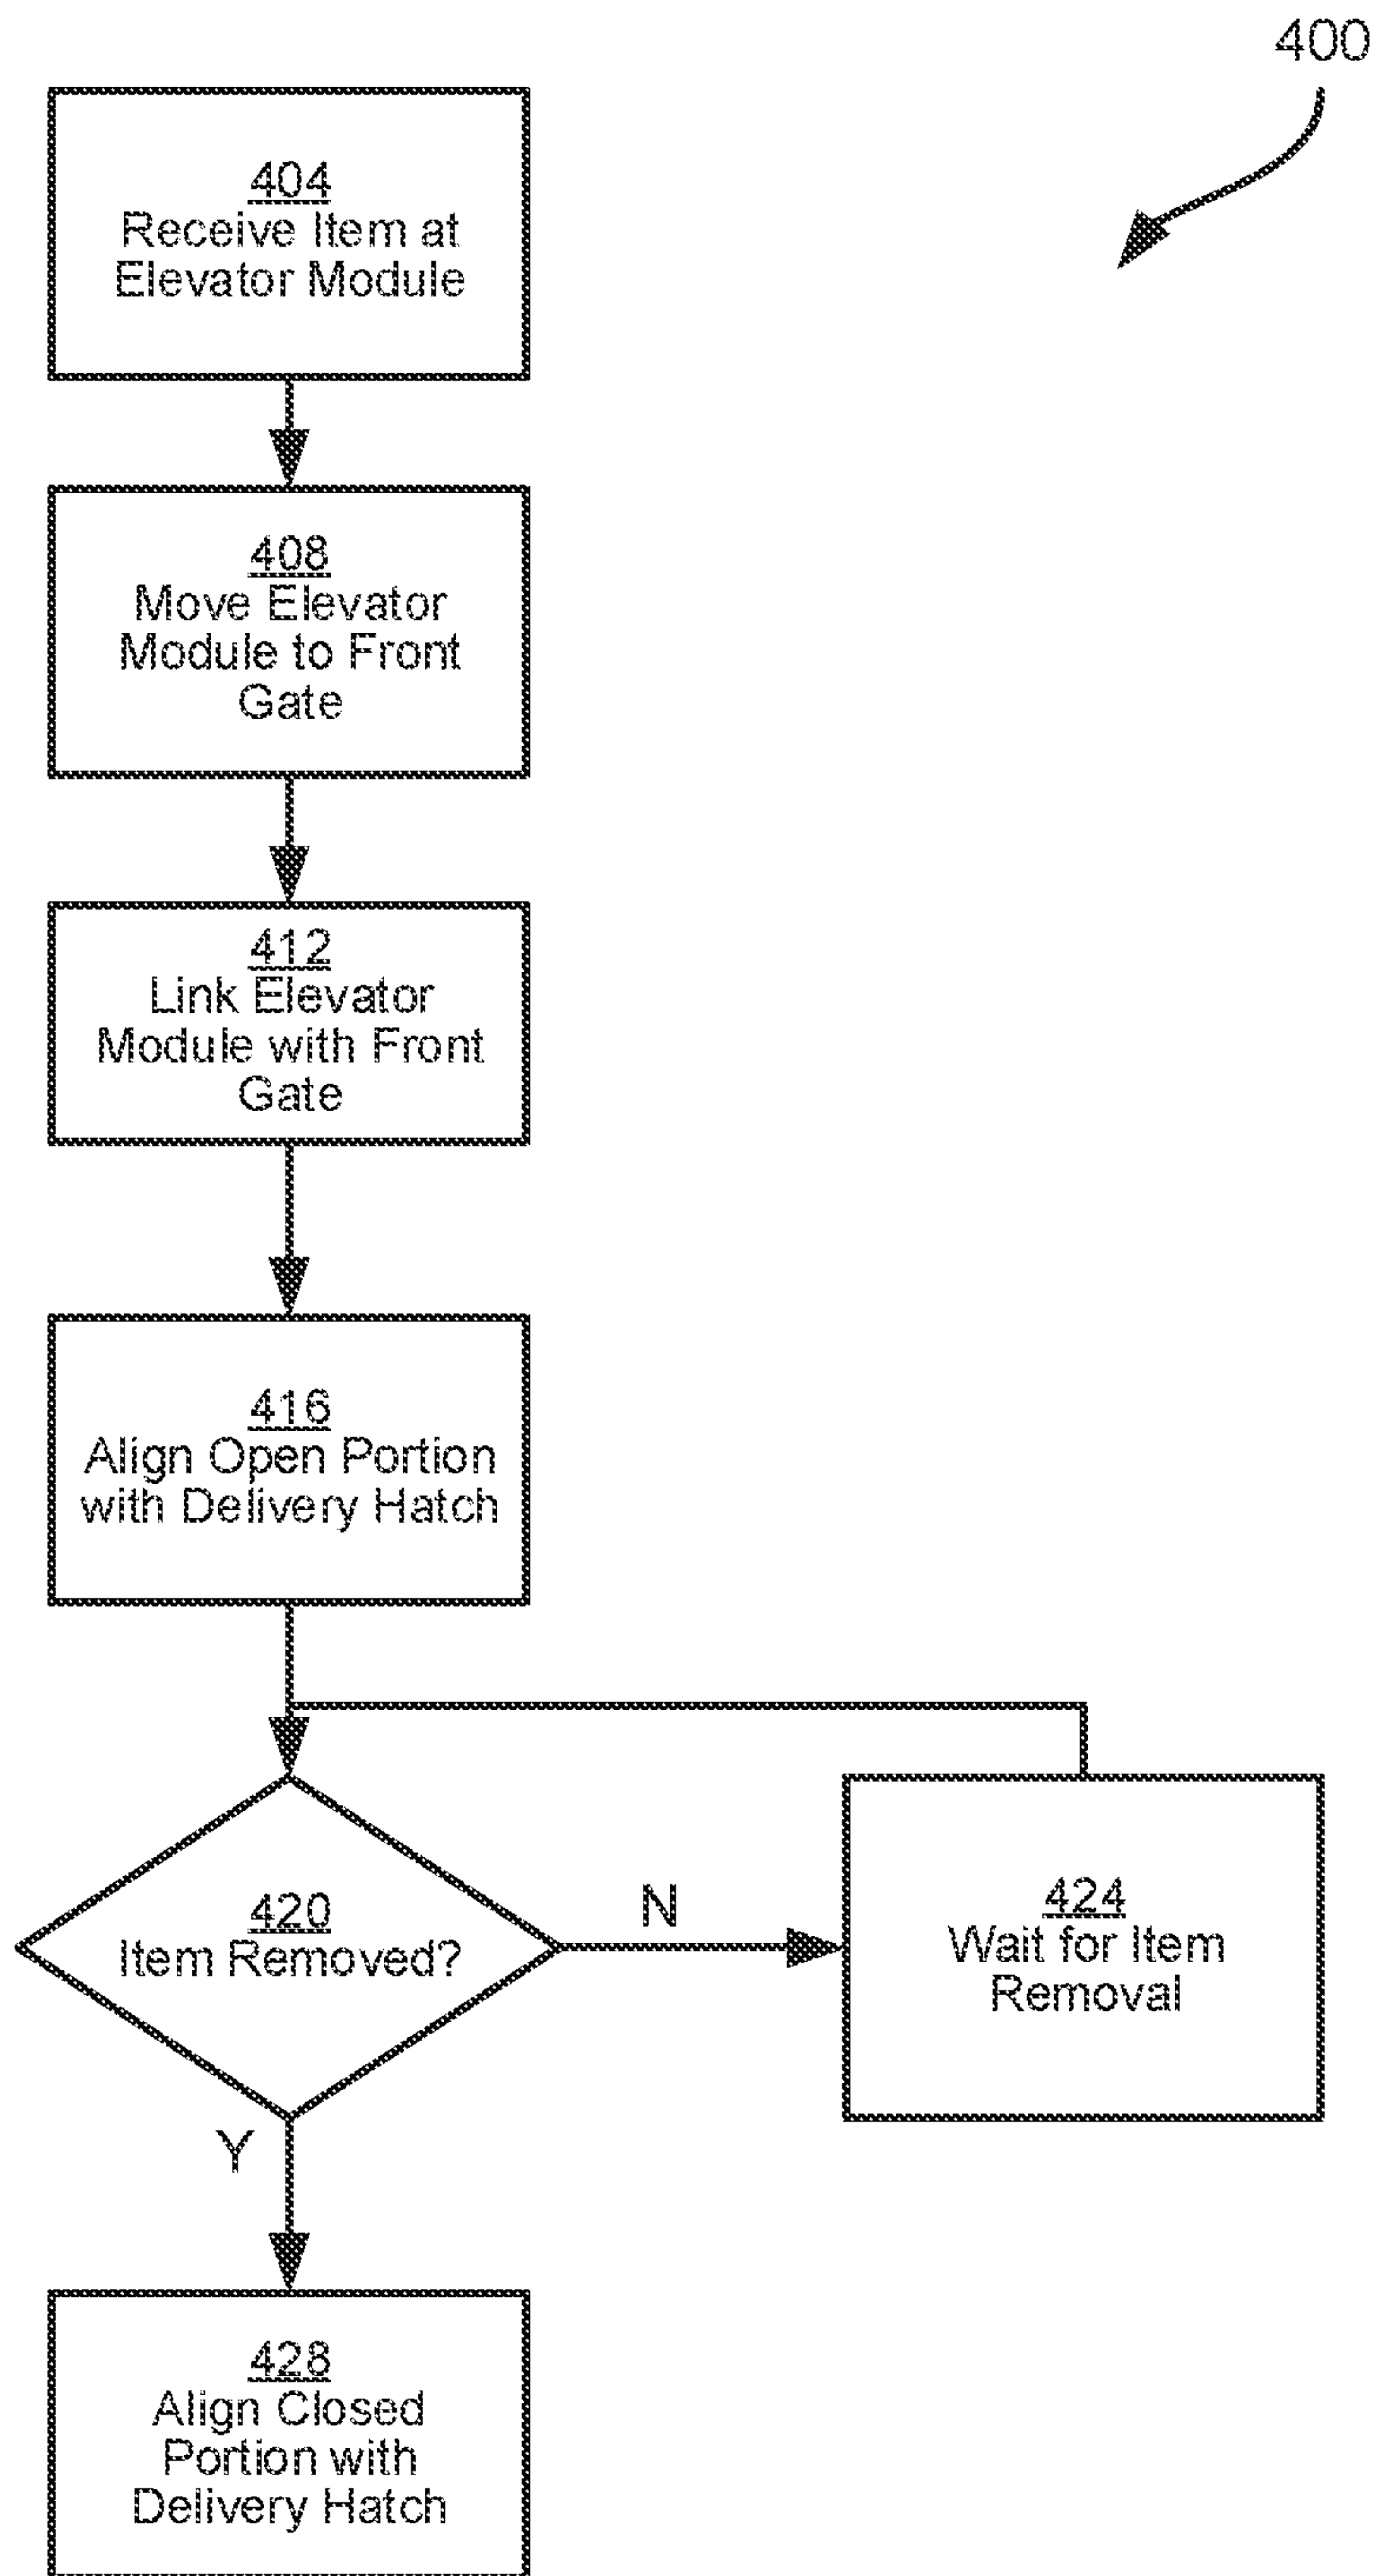 400
404
Receive Item at
Elevator Module
408
Move Elevator
Module to Front
Gate
412
Link Elevator
Module with Front
Gate
416
Align Open Portion
with Delivery Hatch
420
Item Removed?
N
424
Wait for Item
Removal
Y
428
Align Closed
Portion with
Delivery Hatch